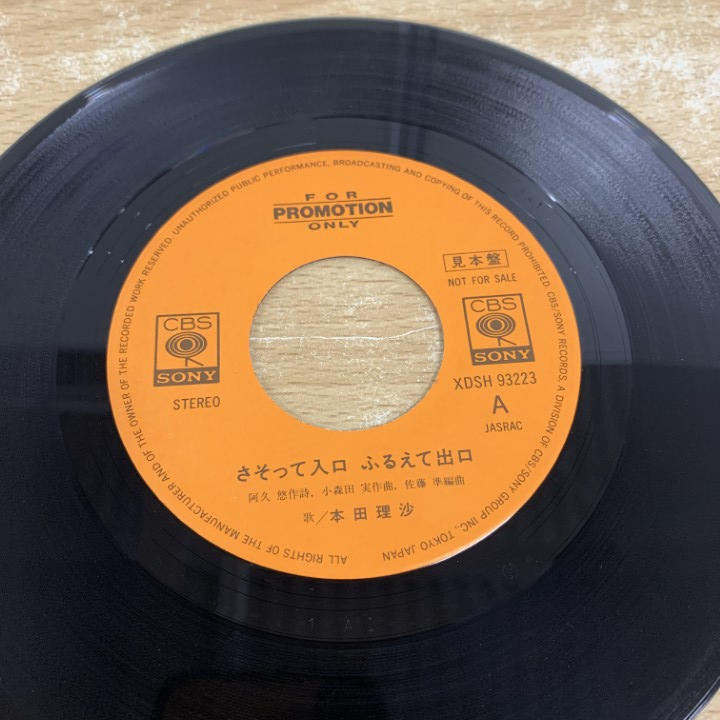 ALL RIGHTS OF THE MANUFACTURER AND OF THE OWNER OF THE RECORDED WORK RESERVED. UNAUTHORIZED PUBLIC PERFORMANCE, BROADCASTING AND COPYING OF THIS RECORD PROHIBITED. CBS/SONY RECORDS, A DIVISION OF CBS/SONY GROUP INC., TOKYO JAPAN
FOR
PROMOTION
ONLY
見本盤
NOT FOR SALE
CBS
SONY
STEREO
CBS
SONY
XDSH 93223
A
JASRAC
さそって入口 ふるえて出口
阿久 悠作詩, 小森田 実作曲, 佐藤 準編曲
歌/本田理沙
1 A 1